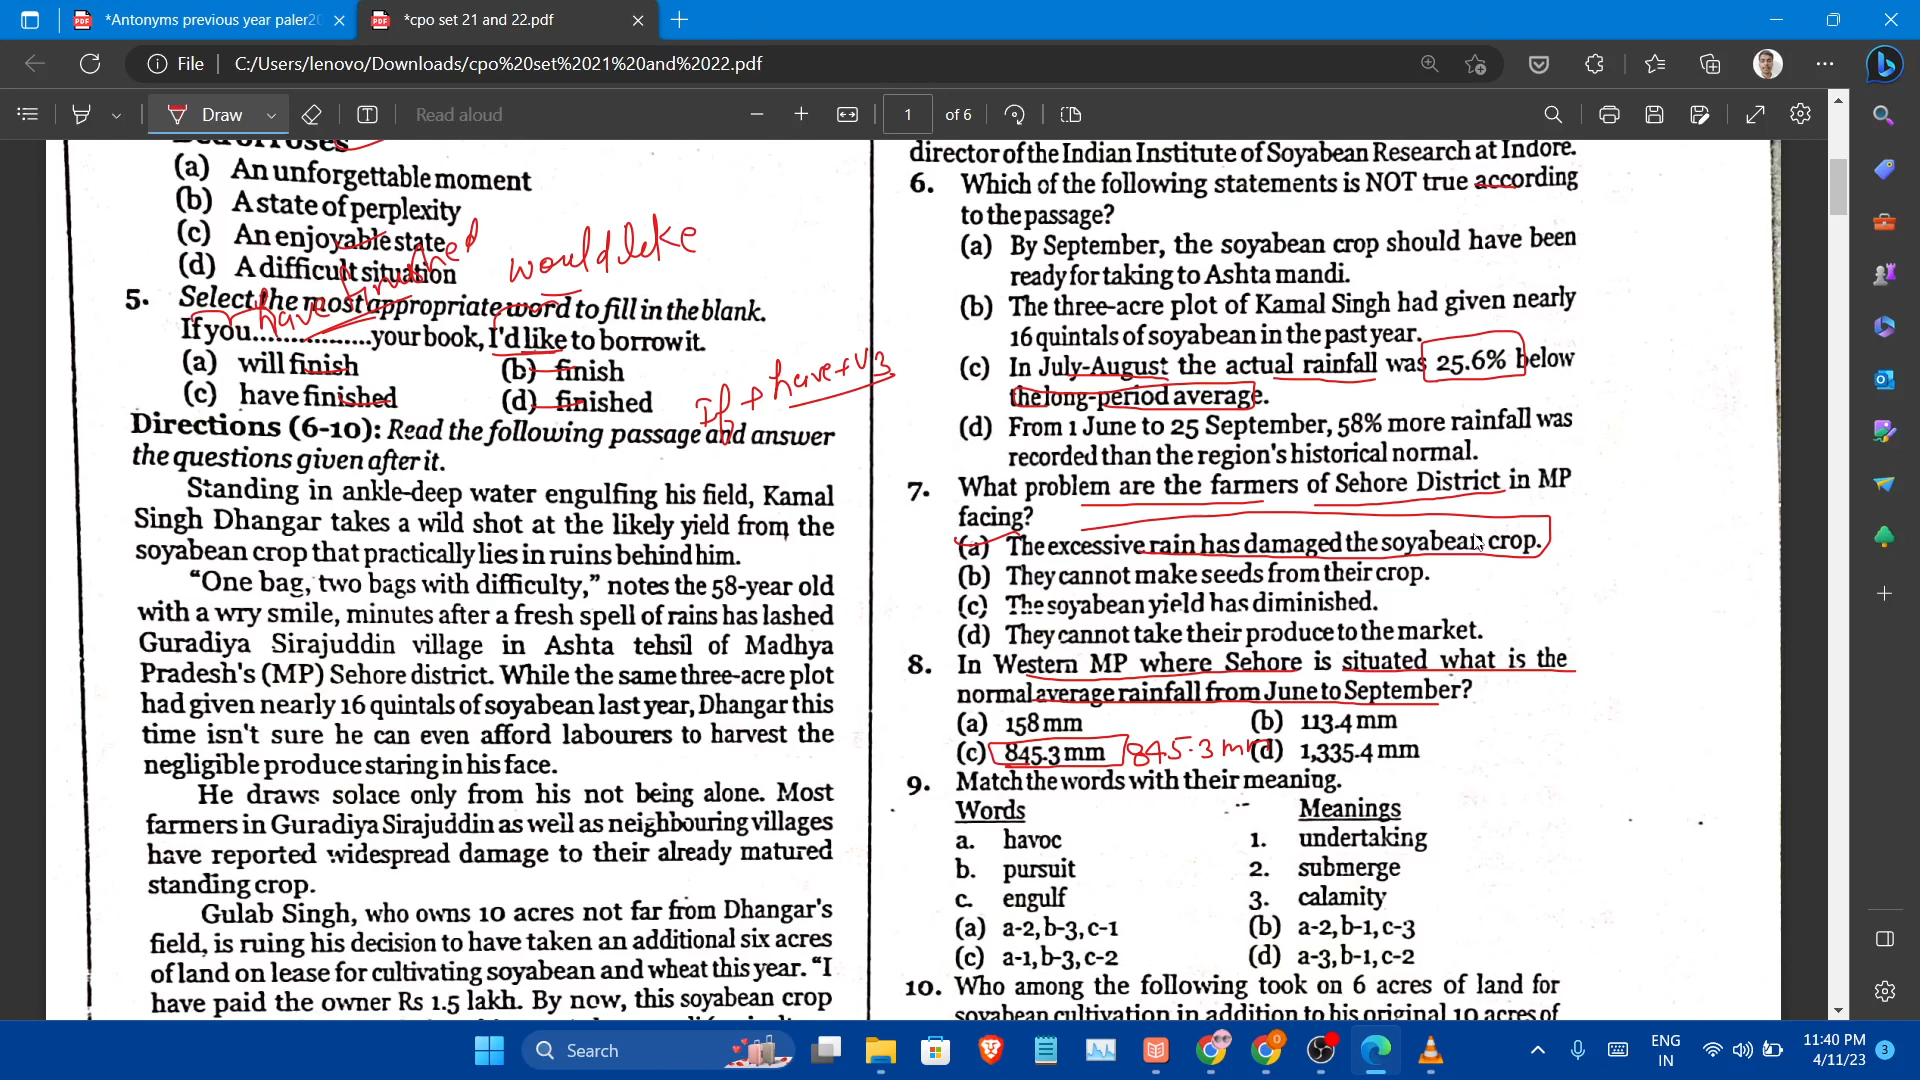 *Antonyms previous year paler20
*cpo set 21 and 22.pdf
File
C:/Users/lenovo/Downloads/cpo%20set%2021%20and%2022.pdf
Draw
Read aloud
1
of 6
(a) An unforgettable moment
(b) A state of perplexity
(c) An enjoyable state
(d) A difficult situation
have finished
would like
5. Select the most appropriate word to fill in the blank.
If you..................your book, I'd like to borrow it.
(a) will finish
(b) finish
(c) have finished
(d) finished
If → have + V3
Directions (6-10): Read the following passage and answer
the questions given after it.
Standing in ankle-deep water engulfing his field, Kamal
Singh Dhangar takes a wild shot at the likely yield from the
soyabean crop that practically lies in ruins behind him.
“One bag, two bags with difficulty,” notes the 58-year old
with a wry smile, minutes after a fresh spell of rains has lashed
Guradiya Sirajuddin village in Ashta tehsil of Madhya
Pradesh's (MP) Sehore district. While the same three-acre plot
had given nearly 16 quintals of soyabean last year, Dhangar this
time isn't sure he can even afford labourers to harvest the
negligible produce staring in his face.
He draws solace only from his not being alone. Most
farmers in Guradiya Sirajuddin as well as neighbouring villages
have reported widespread damage to their already matured
standing crop.
Gulab Singh, who owns 10 acres not far from Dhangar's
field, is ruing his decision to have taken an additional six acres
of land on lease for cultivating soyabean and wheat this year. “I
have paid the owner Rs 1.5 lakh. By now, this soyabean crop
director of the Indian Institute of Soyabean Research at Indore.
6. Which of the following statements is NOT true according
to the passage?
(a) By September, the soyabean crop should have been
ready for taking to Ashta mandi.
(b) The three-acre plot of Kamal Singh had given nearly
16 quintals of soyabean in the past year.
(c) In July-August the actual rainfall was 25.6% below
the long-period average.
(d) From 1 June to 25 September, 58% more rainfall was
recorded than the region's historical normal.
7. What problem are the farmers of Sehore District in MP
facing?
(a) The excessive rain has damaged the soyabean crop.
(b) They cannot make seeds from their crop.
(c) The soyabean yield has diminished.
(d) They cannot take their produce to the market.
8. In Western MP where Sehore is situated what is the
normal average rainfall from June to September?
(a) 158 mm
(b) 113.4 mm
(c) 845.3 mm 845.3 mm
(d) 1,335.4 mm
9. Match the words with their meaning.
Words
Meanings
a. havoc
1. undertaking
b. pursuit
2. submerge
c. engulf
3. calamity
(a) a-2, b-3, c-1
(b) a-2, b-1, c-3
(c) a-1, b-3, c-2
(d) a-3, b-1, c-2
10. Who among the following took on 6 acres of land for
soyabean cultivation in addition to his original 10 acres of
Search
ENG
IN
11:40 PM
4/11/23
3